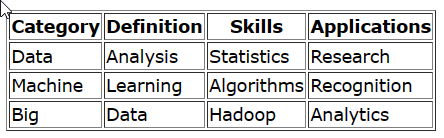 Category Definition Skills Applications
Data Analysis Statistics Research
Machine Learning Algorithms Recognition
Big Data Hadoop Analytics